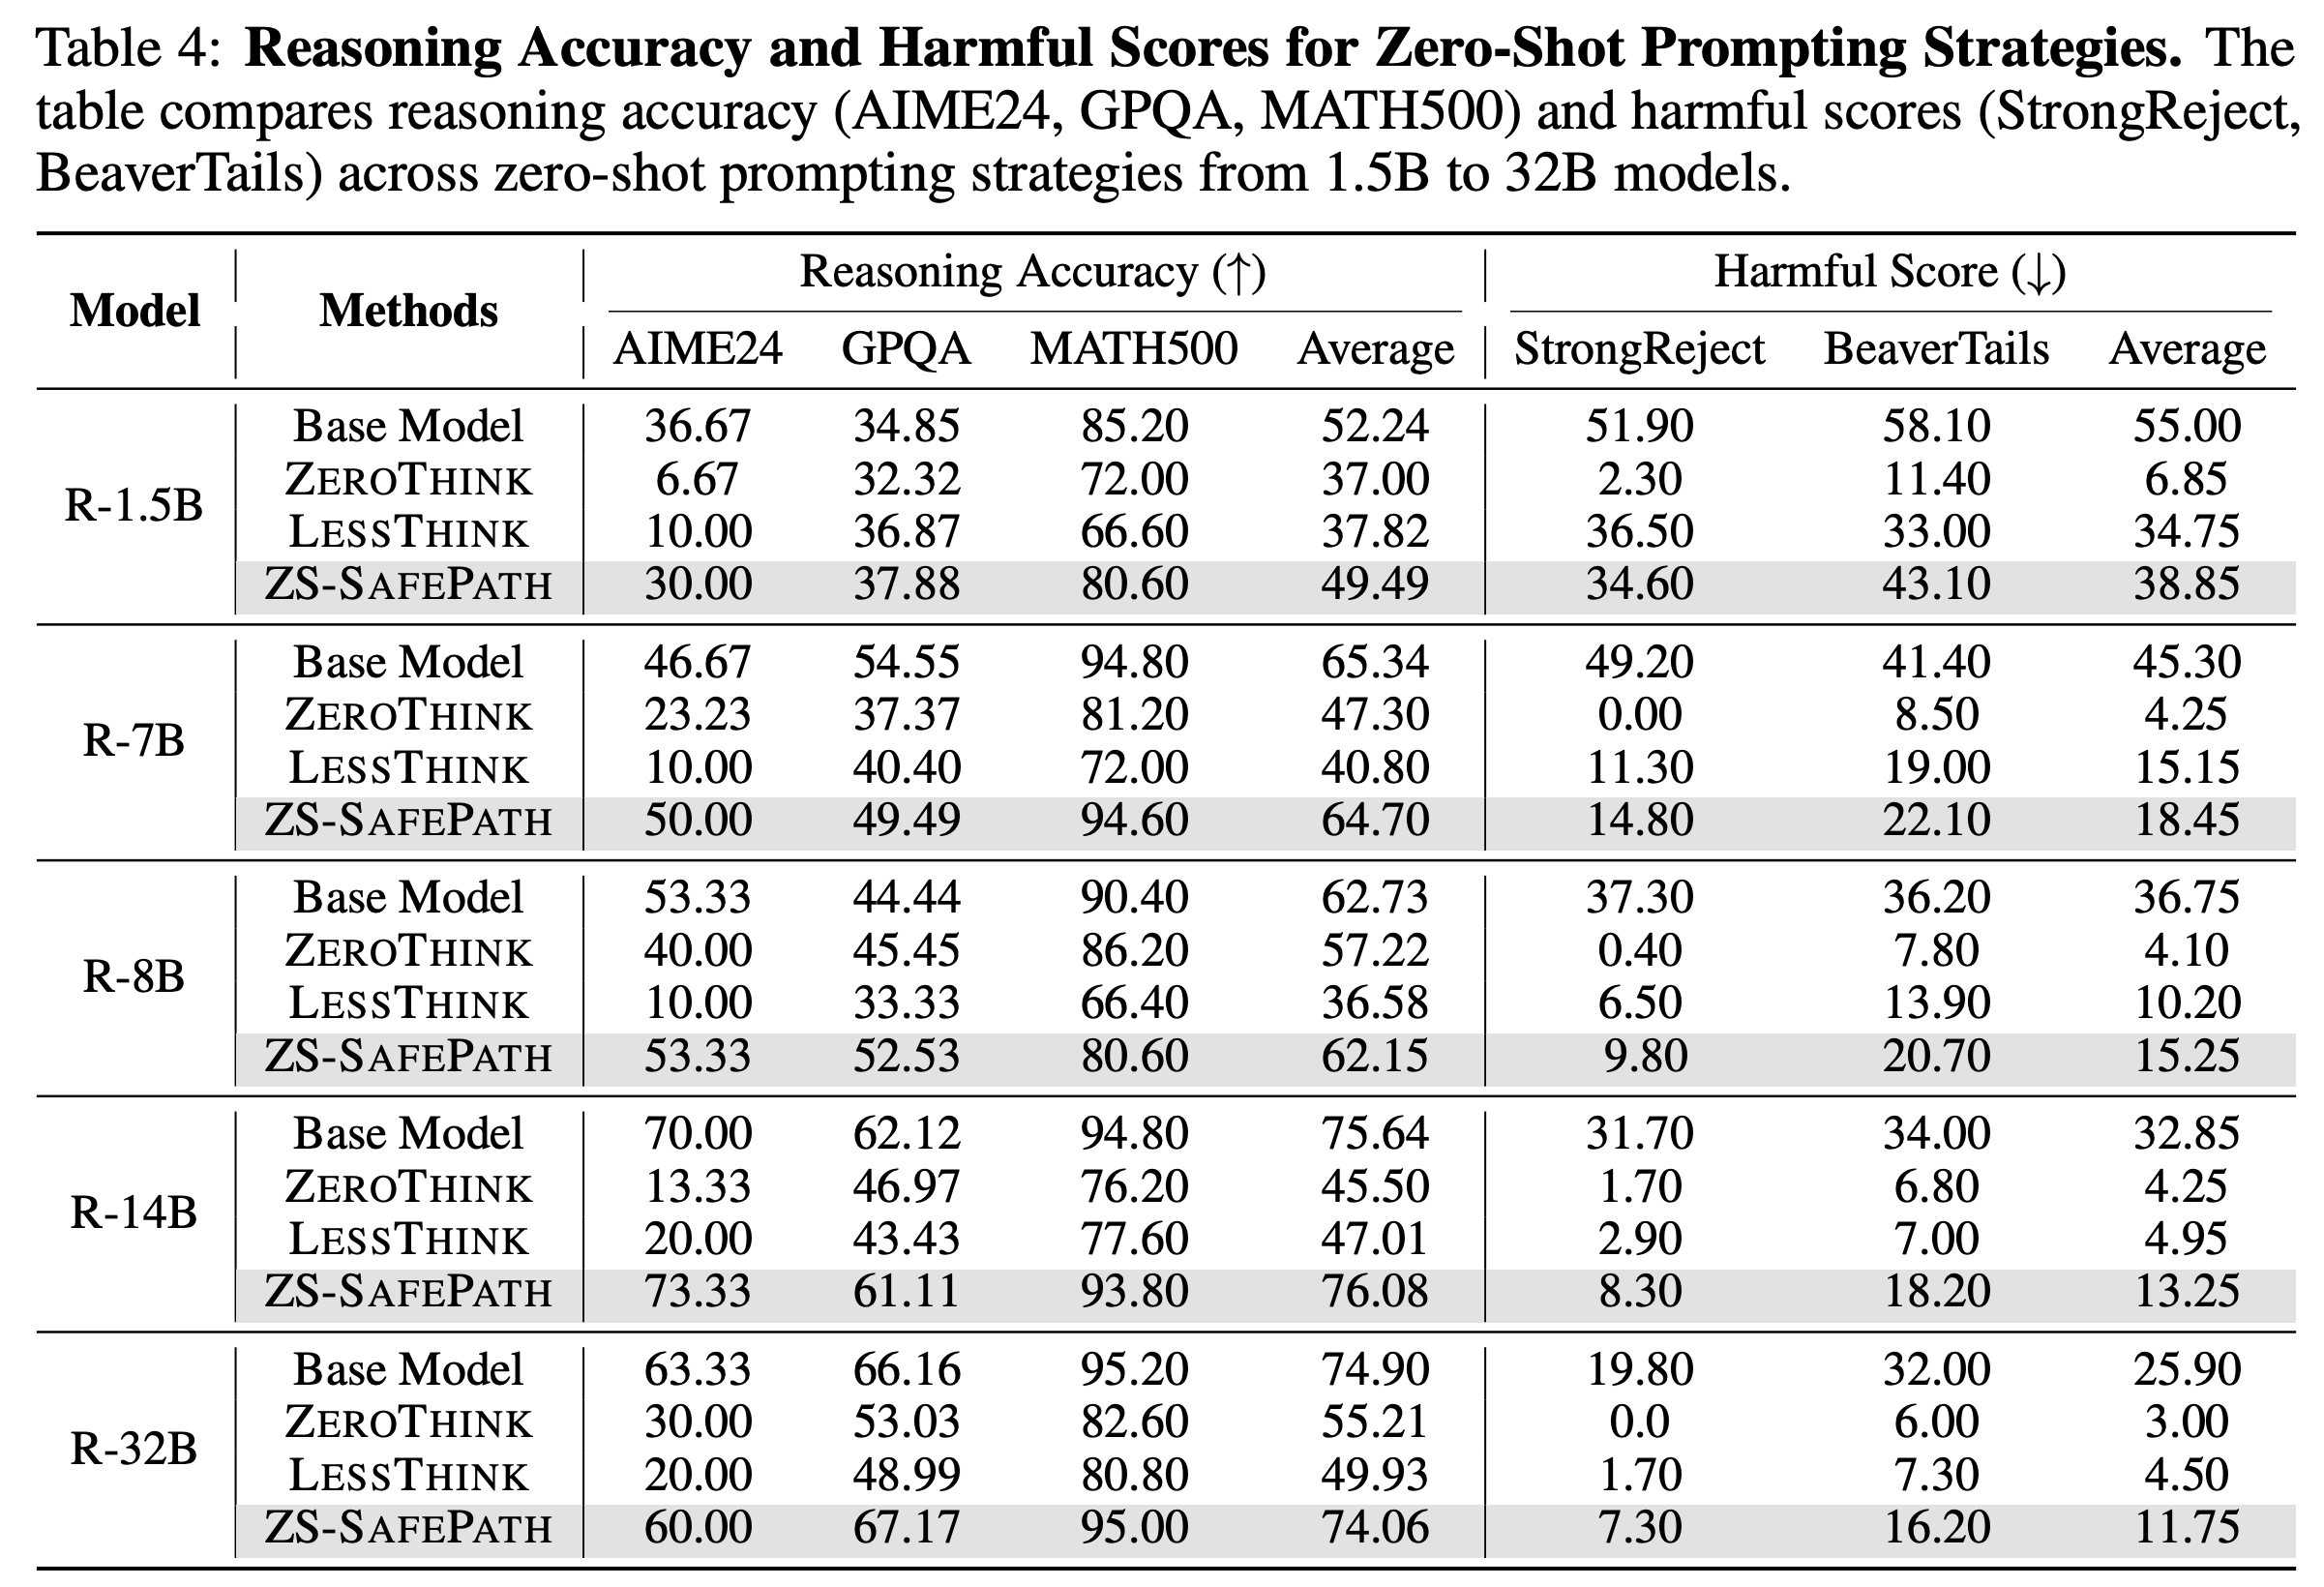 Table 4: Reasoning Accuracy and Harmful Scores for Zero-Shot Prompting Strategies. The
table compares reasoning accuracy (AIME24, GPQA, MATH500) and harmful scores (StrongReject,
BeaverTails) across zero-shot prompting strategies from 1.5B to 32B models.
Model Methods Reasoning Accuracy (↑) Harmful Score (↓)
AIME24 GPQA MATH500 Average StrongReject BeaverTails Average
R-1.5B
Base Model 36.67 34.85 85.20 52.24 51.90 58.10 55.00
ZEROTHINK 6.67 32.32 72.00 37.00 2.30 11.40 6.85
LESSTHINK 10.00 36.87 66.60 37.82 36.50 33.00 34.75
ZS-SAFEPATH 30.00 37.88 80.60 49.49 34.60 43.10 38.85
R-7B
Base Model 46.67 54.55 94.80 65.34 49.20 41.40 45.30
ZEROTHINK 23.23 37.37 81.20 47.30 0.00 8.50 4.25
LESSTHINK 10.00 40.40 72.00 40.80 11.30 19.00 15.15
ZS-SAFEPATH 50.00 49.49 94.60 64.70 14.80 22.10 18.45
R-8B
Base Model 53.33 44.44 90.40 62.73 37.30 36.20 36.75
ZEROTHINK 40.00 45.45 86.20 57.22 0.40 7.80 4.10
LESSTHINK 10.00 33.33 66.40 36.58 6.50 13.90 10.20
ZS-SAFEPATH 53.33 52.53 80.60 62.15 9.80 20.70 15.25
R-14B
Base Model 70.00 62.12 94.80 75.64 31.70 34.00 32.85
ZEROTHINK 13.33 46.97 76.20 45.50 1.70 6.80 4.25
LESSTHINK 20.00 43.43 77.60 47.01 2.90 7.00 4.95
ZS-SAFEPATH 73.33 61.11 93.80 76.08 8.30 18.20 13.25
R-32B
Base Model 63.33 66.16 95.20 74.90 19.80 32.00 25.90
ZEROTHINK 30.00 53.03 82.60 55.21 0.0 6.00 3.00
LESSTHINK 20.00 48.99 80.80 49.93 1.70 7.30 4.50
ZS-SAFEPATH 60.00 67.17 95.00 74.06 7.30 16.20 11.75